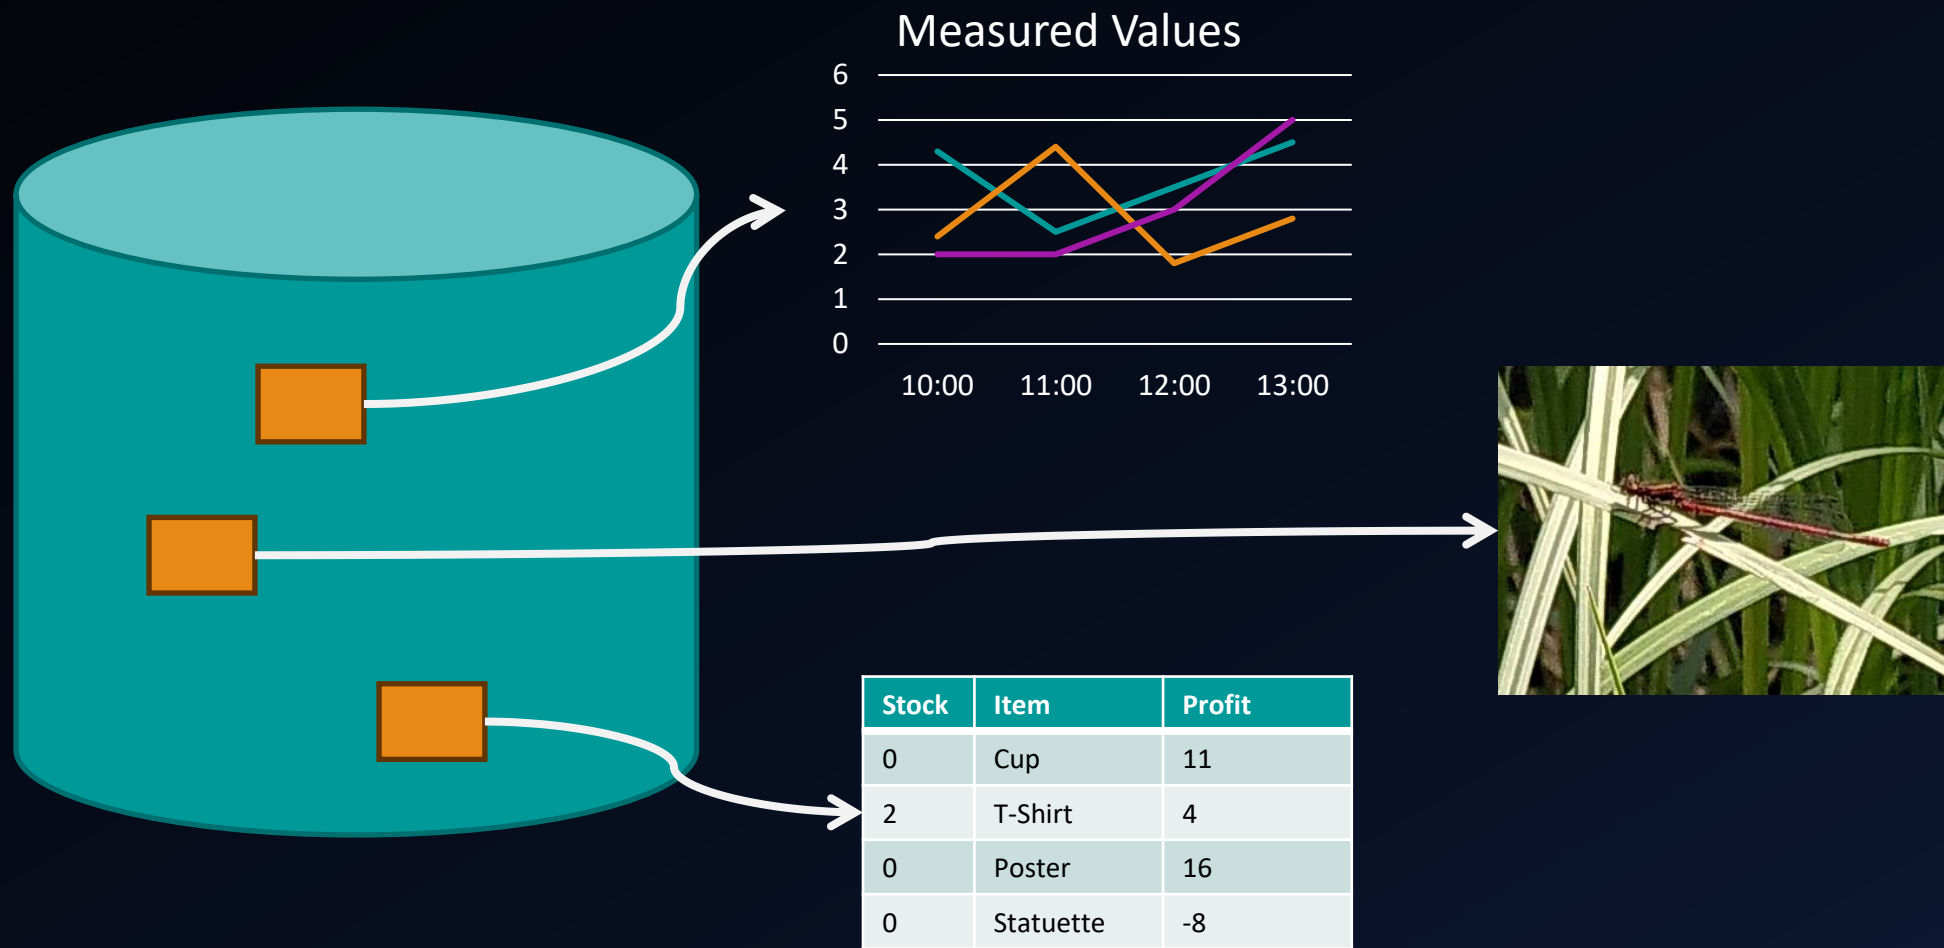 Measured Values
6
5
4
3
2
1
0
10:00 11:00 12:00 13:00
Stock Item Profit
0 Cup 11
2 T-Shirt 4
0 Poster 16
0 Statuette -8